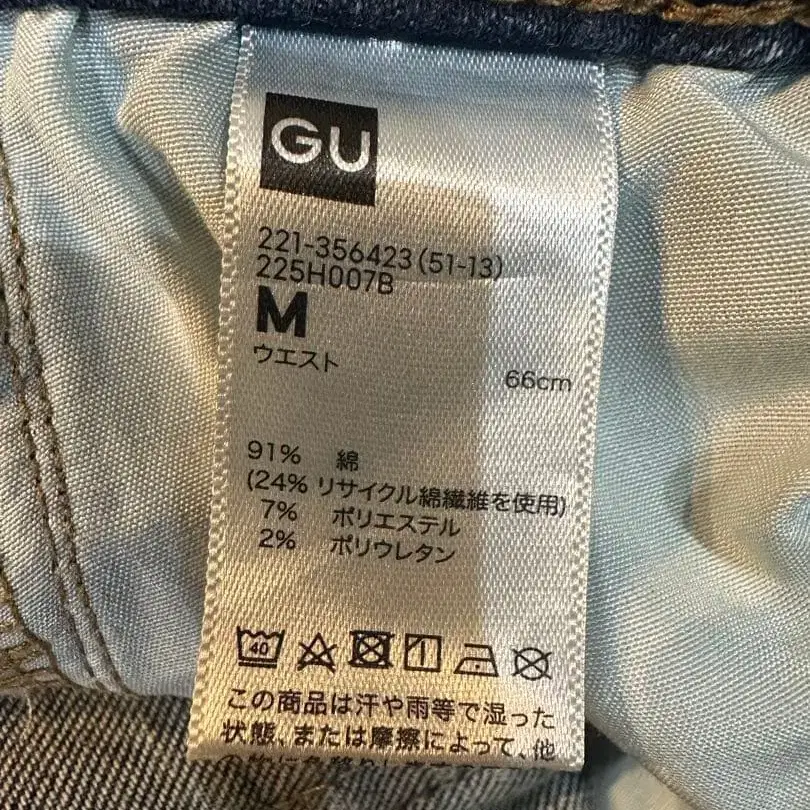 GU
221-356423(51-13)
225H007B
M
ウエスト
66cm
91% 綿
(24% リサイクル綿繊維を使用)
7% ポリエステル
2% ポリウレタン
40
この商品は汗や雨等で湿った
状態、または摩擦によって、他